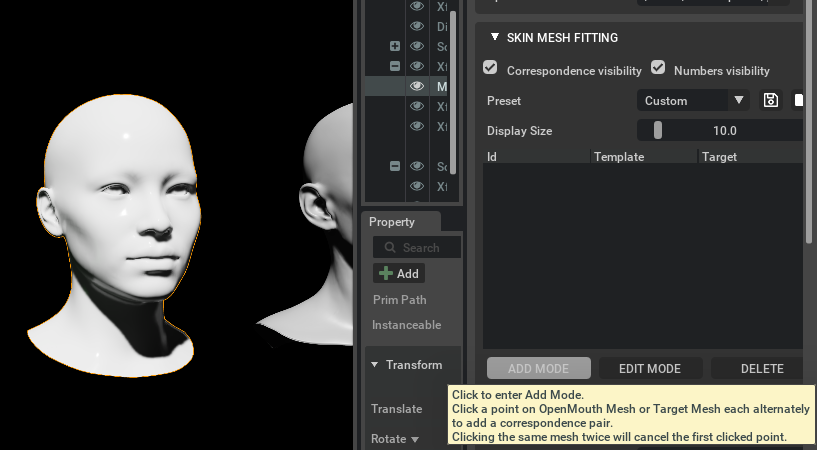 Xf
Di
SKIN MESH FITTING
Sc
Xf
Correspondence visibility
Numbers visibility
M
Xf
Preset
Custom
Xf
Display Size
10.0
Id
Template
Target
Sc
Xf
Property
Search
Add
Prim Path
Instanceable
Transform
ADD MODE
EDIT MODE
DELETE
Click to enter Add Mode.
Click a point on OpenMouth Mesh or Target Mesh each alternately
to add a correspondence pair.
Clicking the same mesh twice will cancel the first clicked point.
Translate
Rotate